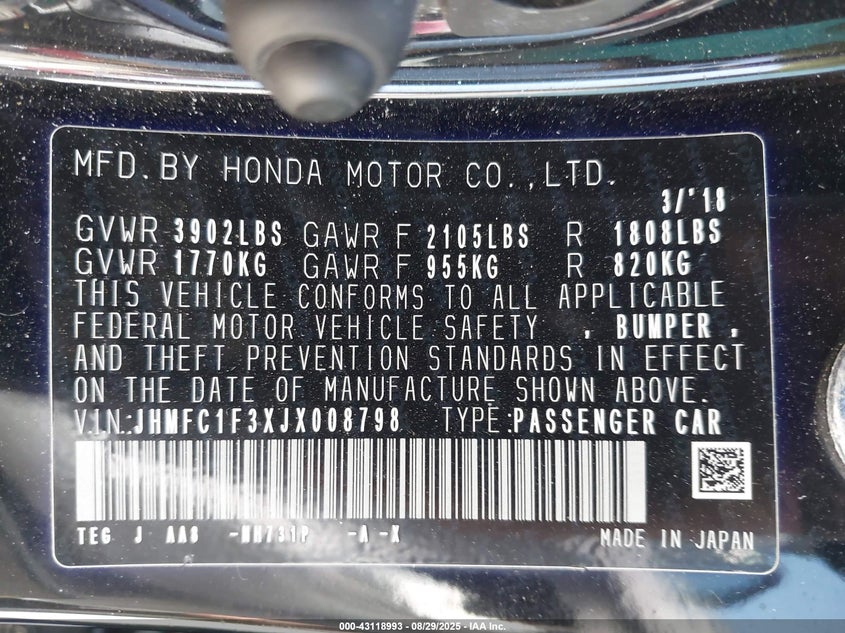 MFD.BY HONDA MOTOR CO.,LTD.
3/'18
GVWR 3902LBS GAWR F 2105LBS R 1808LBS
GVWR 1770KG GAWR F 955KG R 820KG
THIS VEHICLE CONFORMS TO ALL APPLICABLE
FEDERAL MOTOR VEHICLE SAFETY , BUMPER ,
AND THEFT PREVENTION STANDARDS IN EFFECT
ON THE DATE OF MANUFACTURE SHOWN ABOVE.
VIN:JHMFC1F3XJX008798 TYPE:PASSENGER CAR
TEG J AA8 -NH731P -A -X
MADE IN JAPAN
000-43118993 - 08/29/2025 - IAA Inc.